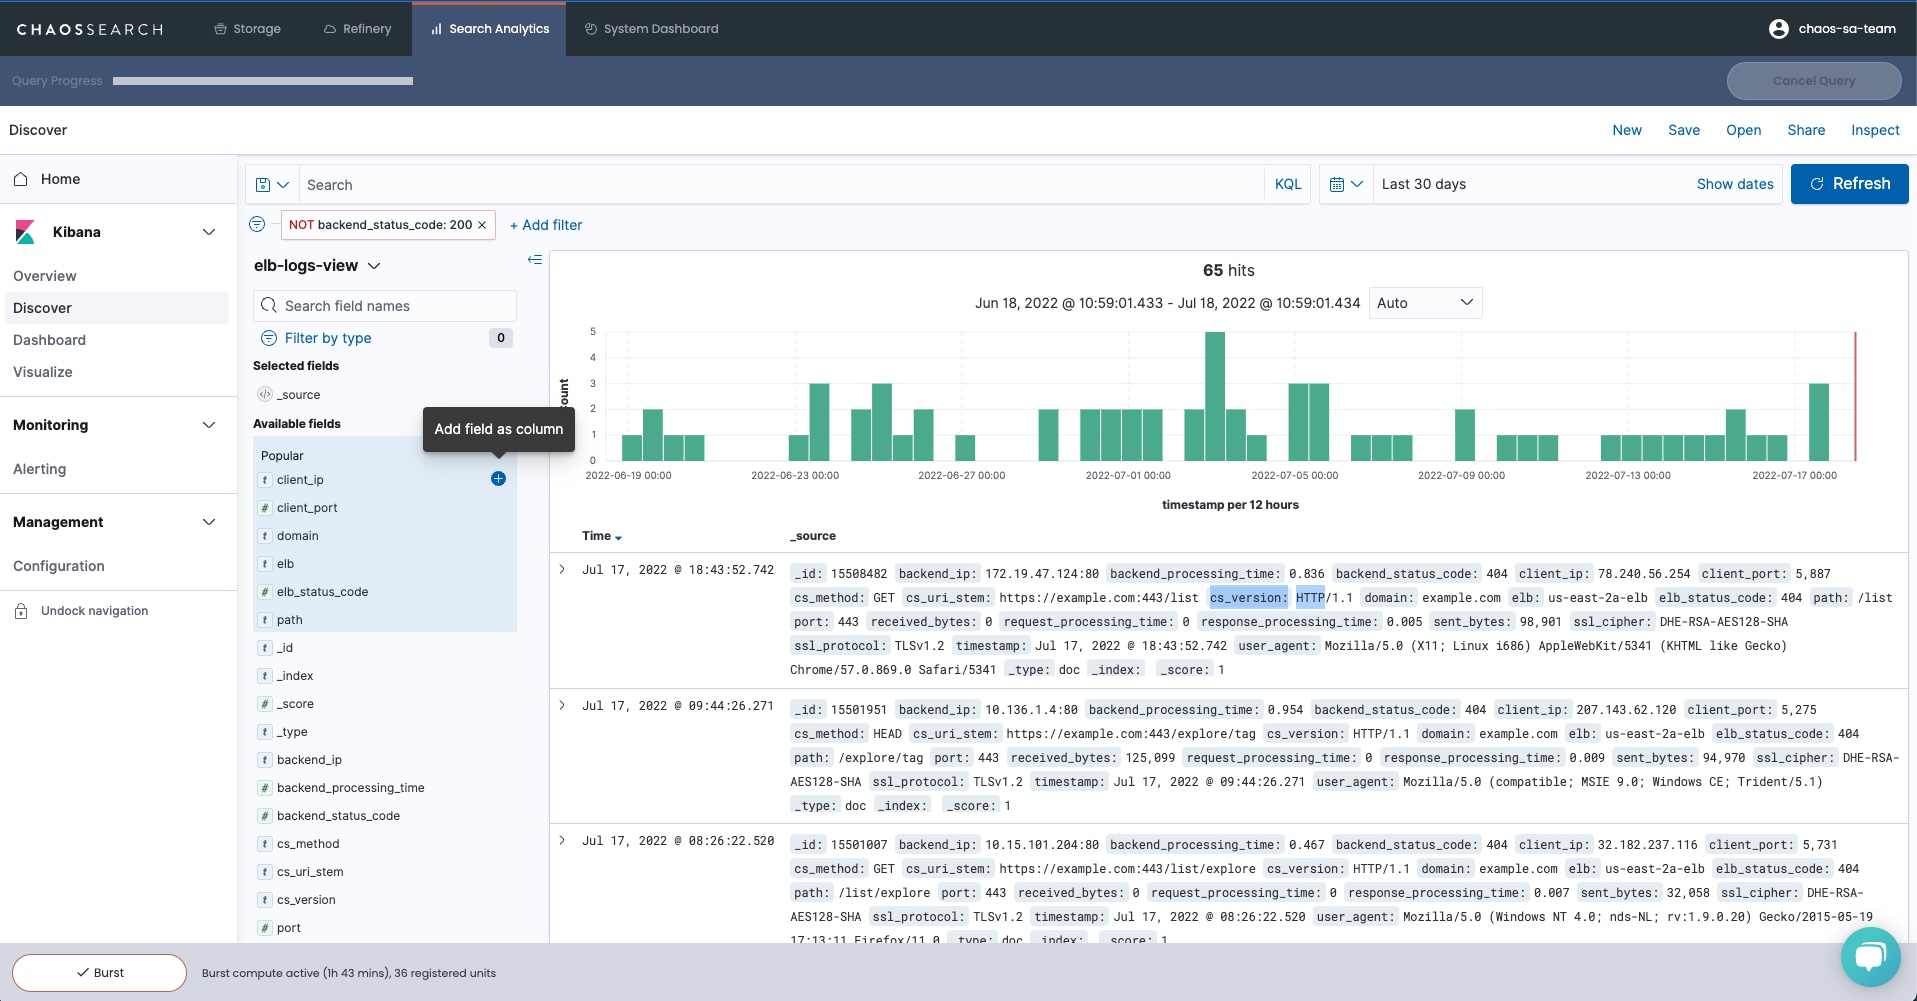 CHAOSSEARCH Storage Refinery Search Analytics System Dashboard chaos-sa-team
Query Progress Cancel Query
Discover New Save Open Share Inspect
Home
Kibana
Overview
Discover
Dashboard
Visualize
Monitoring
Alerting
Management
Configuration
Undock navigation
Search KQL Last 30 days Show dates Refresh
NOT backend_status_code: 200 × + Add filter
elb-logs-view
Search field names
Filter by type 0
Selected fields
_source
Available fields
Add field as column
Popular
t client_ip
# client_port
t domain
t elb
# elb_status_code
t path
t _id
t _index
# _score
t _type
t backend_ip
# backend_processing_time
# backend_status_code
t cs_method
t cs_uri_stem
t cs_version
# port
65 hits
Jun 18, 2022 @ 10:59:01.433 - Jul 18, 2022 @ 10:59:01.434 Auto
5
4
3
2
1
0
2022-06-19 00:00 2022-06-23 00:00 2022-06-27 00:00 2022-07-01 00:00 2022-07-05 00:00 2022-07-09 00:00 2022-07-13 00:00 2022-07-17 00:00
timestamp per 12 hours
Time _source
Jul 17, 2022 @ 18:43:52.742 _id: 15508482 backend_ip: 172.19.47.124:80 backend_processing_time: 0.836 backend_status_code: 404 client_ip: 78.240.56.254 client_port: 5,887
cs_method: GET cs_uri_stem: https://example.com:443/list cs_version: HTTP/1.1 domain: example.com elb: us-east-2a-elb elb_status_code: 404 path: /list
port: 443 received_bytes: 0 request_processing_time: 0 response_processing_time: 0.005 sent_bytes: 98,901 ssl_cipher: DHE-RSA-AES128-SHA
ssl_protocol: TLSv1.2 timestamp: Jul 17, 2022 @ 18:43:52.742 user_agent: Mozilla/5.0 (X11; Linux i686) AppleWebKit/5341 (KHTML like Gecko)
Chrome/57.0.869.0 Safari/5341 _type: doc _index: _score: 1
Jul 17, 2022 @ 09:44:26.271 _id: 15501951 backend_ip: 10.136.1.4:80 backend_processing_time: 0.954 backend_status_code: 404 client_ip: 207.143.62.120 client_port: 5,275
cs_method: HEAD cs_uri_stem: https://example.com:443/explore/tag cs_version: HTTP/1.1 domain: example.com elb: us-east-2a-elb elb_status_code: 404
path: /explore/tag port: 443 received_bytes: 125,099 request_processing_time: 0 response_processing_time: 0.009 sent_bytes: 94,970 ssl_cipher: DHE-RSA-
AES128-SHA ssl_protocol: TLSv1.2 timestamp: Jul 17, 2022 @ 09:44:26.271 user_agent: Mozilla/5.0 (compatible; MSIE 9.0; Windows CE; Trident/5.1)
_type: doc _index: _score: 1
Jul 17, 2022 @ 08:26:22.520 _id: 15501007 backend_ip: 10.15.101.204:80 backend_processing_time: 0.467 backend_status_code: 404 client_ip: 32.182.237.116 client_port: 5,731
cs_method: GET cs_uri_stem: https://example.com:443/list/explore cs_version: HTTP/1.1 domain: example.com elb: us-east-2a-elb elb_status_code: 404
path: /list/explore port: 443 received_bytes: 0 request_processing_time: 0 response_processing_time: 0.007 sent_bytes: 32,058 ssl_cipher: DHE-RSA-
AES128-SHA ssl_protocol: TLSv1.2 timestamp: Jul 17, 2022 @ 08:26:22.520 user_agent: Mozilla/5.0 (Windows NT 4.0; nds-NL; rv:1.9.0.20) Gecko/2015-05-19
17:13:11 Firefox/11.0 _type: doc _index: _score: 1
Burst Burst compute active (1h 43 mins), 36 registered units